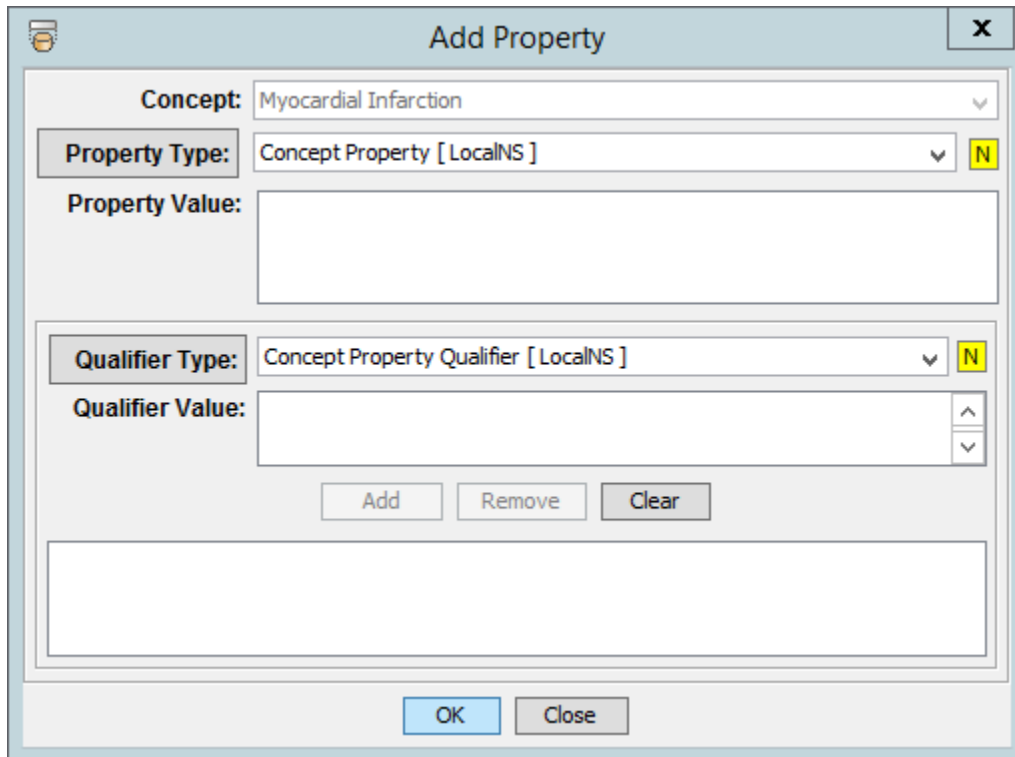 Add Property
x
Concept: Myocardial Infarction
Property Type: Concept Property [ LocalNS ] N
Property Value:
Qualifier Type: Concept Property Qualifier [ LocalNS ] N
Qualifier Value:
Add Remove Clear
OK Close